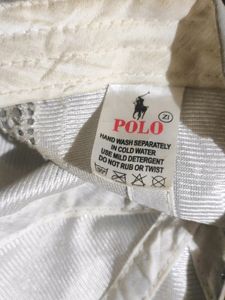 POLO
HAND WASH SEPARATELY
IN COLD WATER
USE MILD DETERGENT
DO NOT RUB OR TWIST